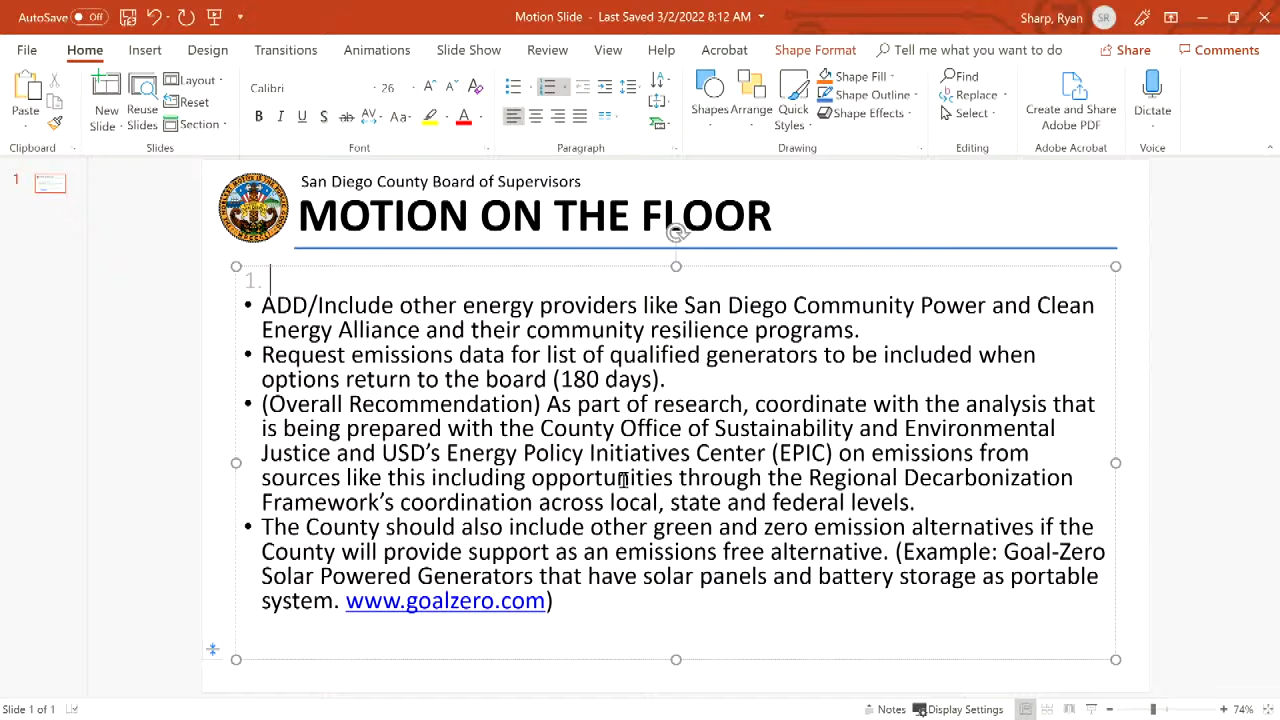 AutoSave Off Motion Slide - Last Saved 3/2/2022 8:12 AM Sharp, Ryan SR
File Home Insert Design Transitions Animations Slide Show Review View Help Acrobat Shape Format Tell me what you want to do Share Comments
Paste New Slide Reuse Slides Layout Reset Section Calibri 26 Shapes Arrange Quick Styles Shape Fill Shape Outline Shape Effects Find Replace Select Create and Share Adobe PDF Dictate
Clipboard Slides Font Paragraph Drawing Editing Adobe Acrobat Voice
1
San Diego County Board of Supervisors
MOTION ON THE FLOOR
1.
• ADD/Include other energy providers like San Diego Community Power and Clean
Energy Alliance and their community resilience programs.
• Request emissions data for list of qualified generators to be included when
options return to the board (180 days).
• (Overall Recommendation) As part of research, coordinate with the analysis that
is being prepared with the County Office of Sustainability and Environmental
Justice and USD’s Energy Policy Initiatives Center (EPIC) on emissions from
sources like this including opportunities through the Regional Decarbonization
Framework’s coordination across local, state and federal levels.
• The County should also include other green and zero emission alternatives if the
County will provide support as an emissions free alternative. (Example: Goal-Zero
Solar Powered Generators that have solar panels and battery storage as portable
system. www.goalzero.com)
Slide 1 of 1 Notes Display Settings 74%